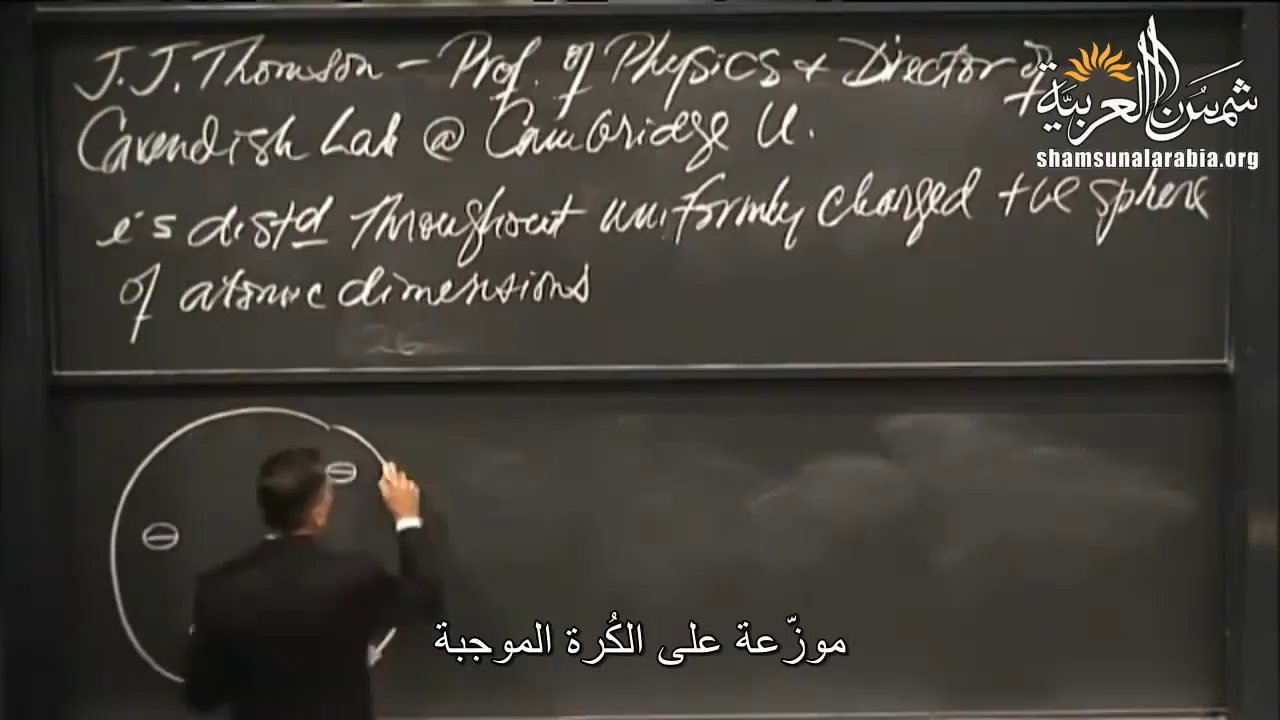 J.J. Thomson – Prof. of Physics + Director of
شمس العربية
shamsunalarabia.org
Cavendish Lab @ Cambridge U.
e's distd throughout uniformly charged +ve sphere
of atomic dimensions
26
موزّعة على الكُرة الموجبة